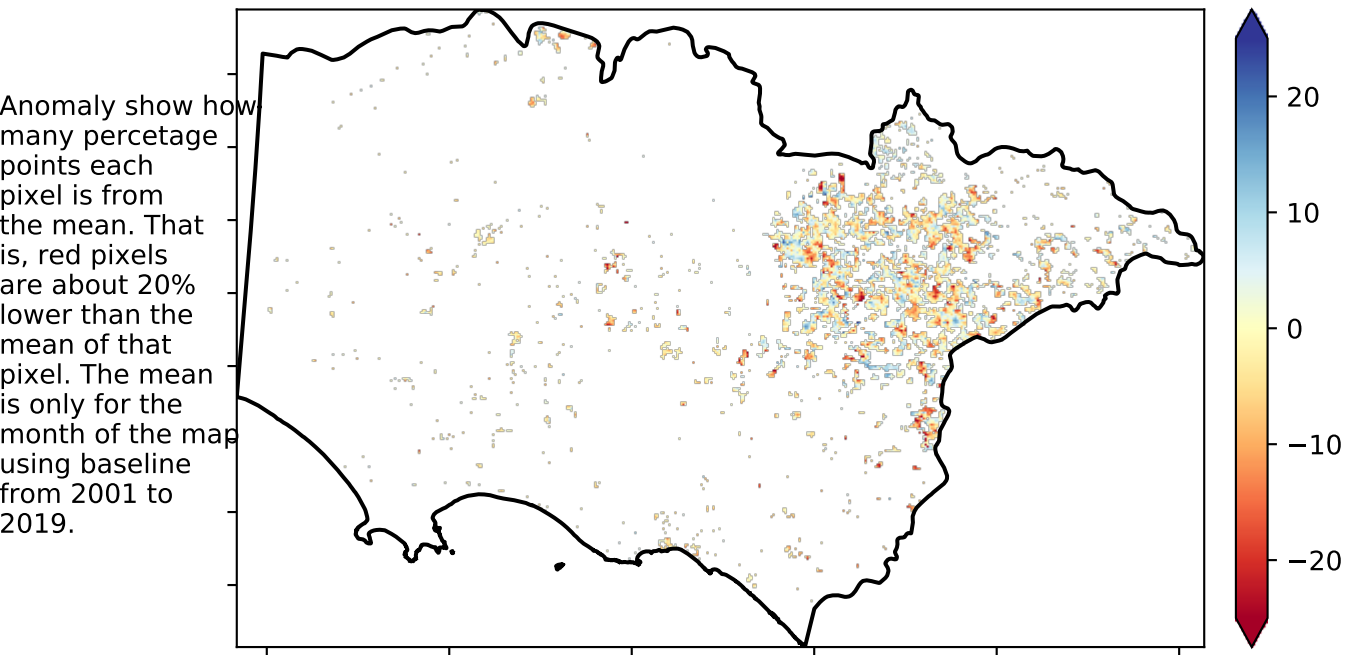 Anomaly show how
many percetage
points each
pixel is from
the mean. That
is, red pixels
are about 20%
lower than the
mean of that
pixel. The mean
is only for the
month of the map
using baseline
from 2001 to
2019.
20
10
0
−10
−20